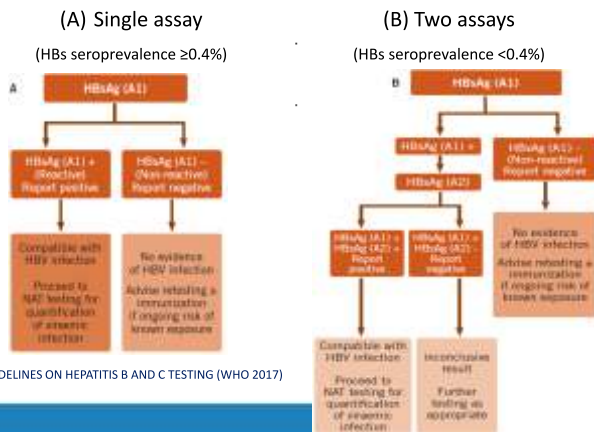 (A) Single assay
(HBs seroprevalence ≥0.4%)
A
HBsAg (A1)
HBsAg (A1) +
(Reactive)
Report positive
HBsAg (A1) −
(Non-reactive)
Report negative
Compatible with
HBV infection
Proceed to
NAT testing for
quantification
of viraemic
infection
No evidence
of HBV infection
Advise retesting ±
immunization
if ongoing risk of
known exposure
DELINES ON HEPATITIS B AND C TESTING (WHO 2017)
(B) Two assays
(HBs seroprevalence <0.4%)
B
HBsAg (A1)
HBsAg (A1) +
HBsAg (A2)
HBsAg (A1) −
(Non-reactive)
Report negative
HBsAg (A1) +
HBsAg (A2) +
Report
positive
HBsAg (A1) +
HBsAg (A2) −
Report
negative
No evidence
of HBV infection
Advise retesting ±
immunization
if ongoing risk of
known exposure
Compatible with
HBV infection
Proceed to
NAT testing for
quantification
of viraemic
infection
Inconclusive
result
Further
testing as
appropriate